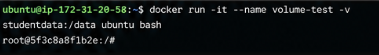 ubuntu@ip-172-31-20-58:~$ docker run -it --name volume-test -v
studentdata:/data ubuntu bash
root@5f3c8a8f1b2e:/#